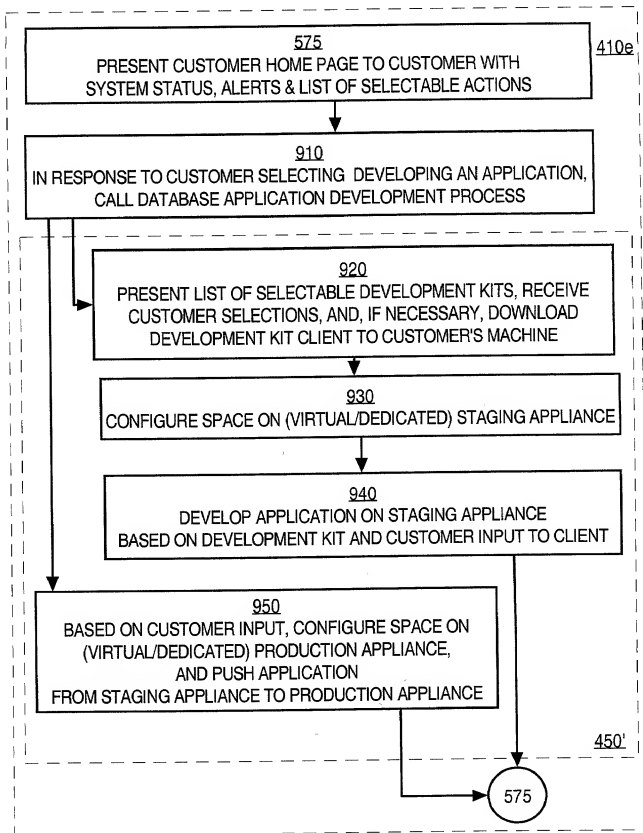 575
PRESENT CUSTOMER HOME PAGE TO CUSTOMER WITH
SYSTEM STATUS, ALERTS & LIST OF SELECTABLE ACTIONS
410e
910
IN RESPONSE TO CUSTOMER SELECTING DEVELOPING AN APPLICATION,
CALL DATABASE APPLICATION DEVELOPMENT PROCESS
920
PRESENT LIST OF SELECTABLE DEVELOPMENT KITS, RECEIVE
CUSTOMER SELECTIONS, AND, IF NECESSARY, DOWNLOAD
DEVELOPMENT KIT CLIENT TO CUSTOMER'S MACHINE
930
CONFIGURE SPACE ON (VIRTUAL/DEDICATED) STAGING APPLIANCE
940
DEVELOP APPLICATION ON STAGING APPLIANCE
BASED ON DEVELOPMENT KIT AND CUSTOMER INPUT TO CLIENT
950
BASED ON CUSTOMER INPUT, CONFIGURE SPACE ON
(VIRTUAL/DEDICATED) PRODUCTION APPLIANCE,
AND PUSH APPLICATION
FROM STAGING APPLIANCE TO PRODUCTION APPLIANCE
450'
575